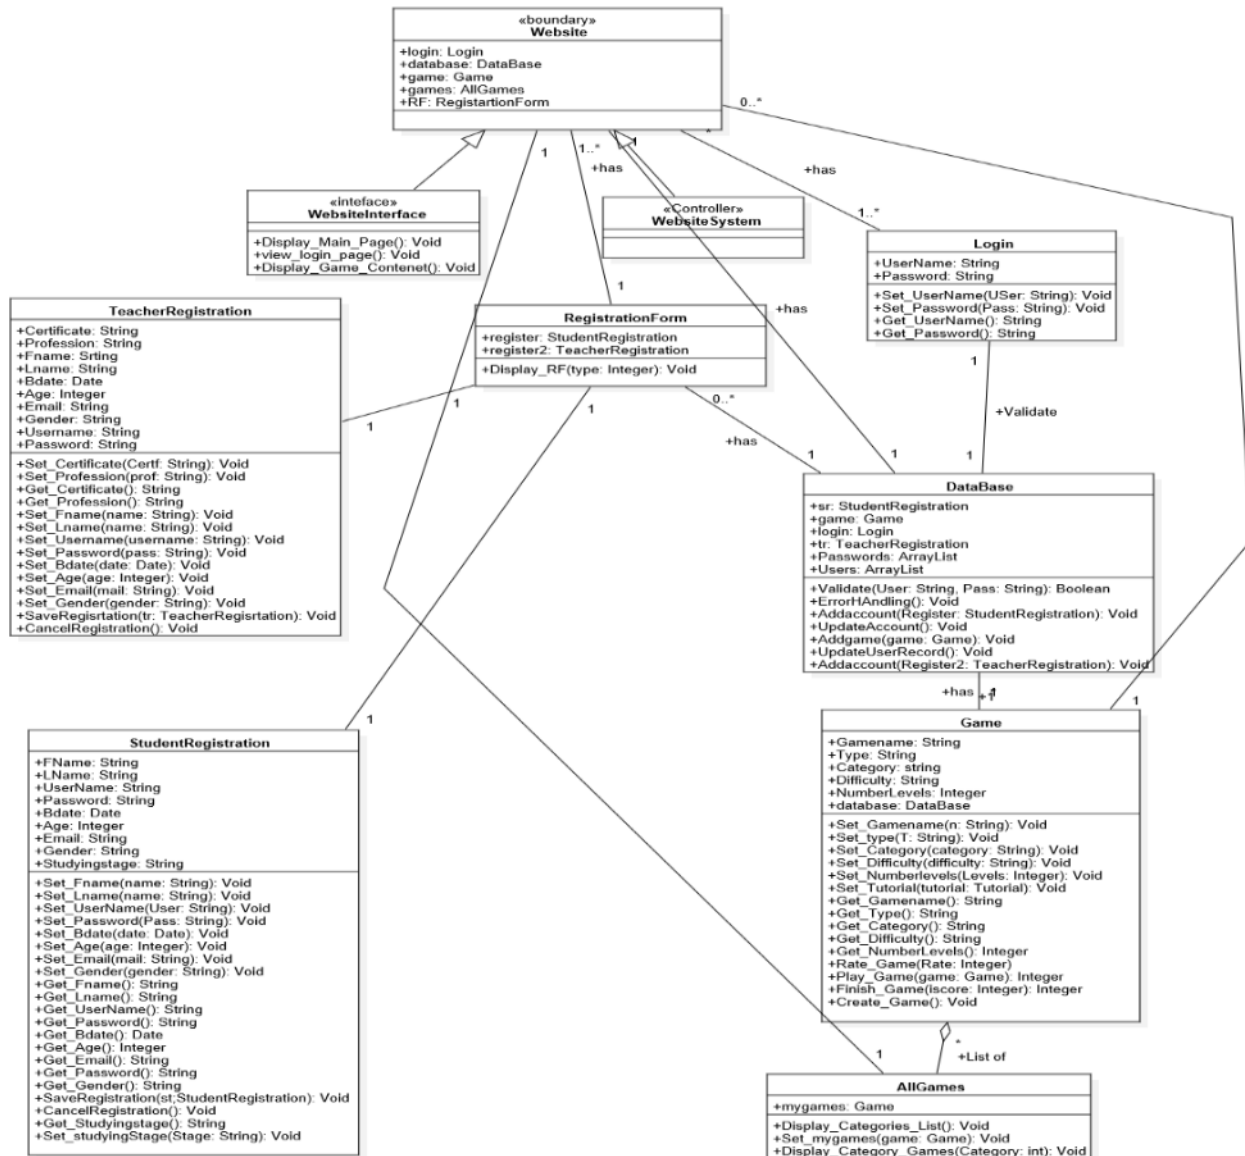 «boundary»
Website
+login: Login
+database: DataBase
+game: Game
+games: AllGames
+RF: RegistartionForm
0..*
1
1..*
1
*
+has
+has
1..*
«inteface»
WebsiteInterface
+Display_Main_Page(): Void
+view_login_page(): Void
+Display_Game_Contenet(): Void
«Controller»
WebsiteSystem
Login
+UserName: String
+Password: String
+Set_UserName(USer: String): Void
+Set_Password(Pass: String): Void
+Get_UserName(): String
+Get_Password(): String
1
+has
TeacherRegistration
+Certificate: String
+Profession: String
+Fname: Srting
+Lname: String
+Bdate: Date
+Age: Integer
+Email: String
+Gender: String
+Username: String
+Password: String
+Set_Certificate(Certf: String): Void
+Set_Profession(prof: String): Void
+Get_Certificate(): String
+Get_Profession(): String
+Set_Fname(name: String): Void
+Set_Lname(name: String): Void
+Set_Username(username: String): Void
+Set_Password(pass: String): Void
+Set_Bdate(date: Date): Void
+Set_Age(age: Integer): Void
+Set_Email(mail: String): Void
+Set_Gender(gender: String): Void
+SaveRegisrtation(tr: TeacherRegisrtation): Void
+CancelRegistration(): Void
RegistrationForm
+register: StudentRegistration
+register2: TeacherRegistration
+Display_RF(type: Integer): Void
1
1
1
0..*
+has
1
1
1
+Validate
1
DataBase
+sr: StudentRegistration
+game: Game
+login: Login
+tr: TeacherRegistration
+Passwords: ArrayList
+Users: ArrayList
+Validate(User: String, Pass: String): Boolean
+ErrorHAndling(): Void
+Addaccount(Register: StudentRegistration): Void
+UpdateAccount(): Void
+Addgame(game: Game): Void
+UpdateUserRecord(): Void
+Addaccount(Register2: TeacherRegistration): Void
+has
1
+1
1
1
StudentRegistration
+FName: String
+LName: String
+UserName: String
+Password: String
+Bdate: Date
+Age: Integer
+Email: String
+Gender: String
+Studyingstage: String
+Set_Fname(name: String): Void
+Set_Lname(name: String): Void
+Set_UserName(User: String): Void
+Set_Password(Pass: String): Void
+Set_Bdate(date: Date): Void
+Set_Age(age: Integer): Void
+Set_Email(mail: String): Void
+Set_Gender(gender: String): Void
+Get_Fname(): String
+Get_Lname(): String
+Get_UserName(): String
+Get_Password(): String
+Get_Bdate(): Date
+Get_Age(): Integer
+Get_Email(): String
+Get_Password(): String
+Get_Gender(): String
+SaveRegistration(st;StudentRegistration): Void
+CancelRegistration(): Void
+Get_Studyingstage(): String
+Set_studyingStage(Stage: String): Void
Game
+Gamename: String
+Type: String
+Category: string
+Difficulty: String
+NumberLevels: Integer
+database: DataBase
+Set_Gamename(n: String): Void
+Set_type(T: String): Void
+Set_Category(category: String): Void
+Set_Difficulty(difficulty: String): Void
+Set_Numberlevels(Levels: Integer): Void
+Set_Tutorial(tutorial: Tutorial): Void
+Get_Gamename(): String
+Get_Type(): String
+Get_Category(): String
+Get_Difficulty(): String
+Get_NumberLevels(): Integer
+Rate_Game(Rate: Integer)
+Play_Game(game: Game): Integer
+Finish_Game(iscore: Integer): Integer
+Create_Game(): Void
*
+List of
1
AllGames
+mygames: Game
+Display_Categories_List(): Void
+Set_mygames(game: Game): Void
+Display_Category_Games(Category: int): Void